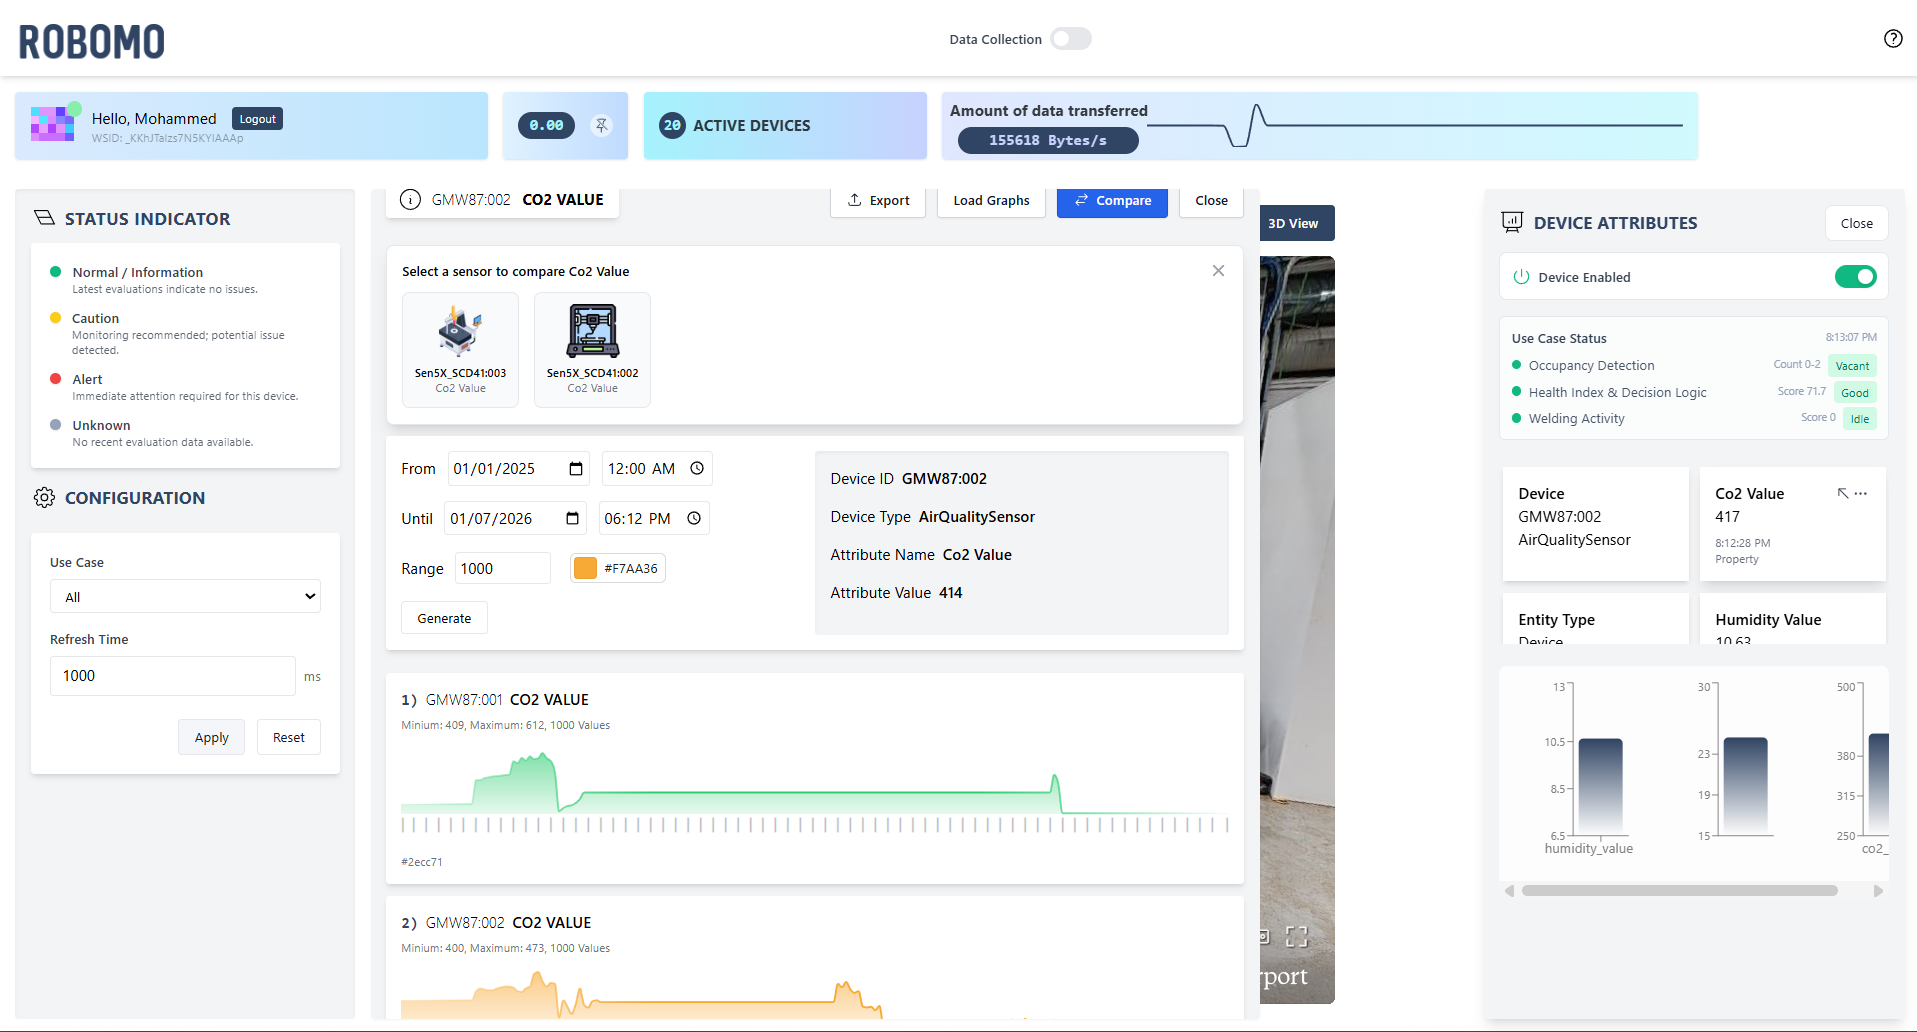 ROBOMO
Data Collection
Hello, Mohammed
Logout
WSID: _KKhJTaIzs7N5KYIAAAp
0.00
20 ACTIVE DEVICES
Amount of data transferred
155618 Bytes/s
STATUS INDICATOR
Normal / Information
Latest evaluations indicate no issues.
Caution
Monitoring recommended; potential issue
detected.
Alert
Immediate attention required for this device.
Unknown
No recent evaluation data available.
CONFIGURATION
Use Case
All
Refresh Time
1000 ms
Apply
Reset
GMW87:002 CO2 VALUE
Export
Load Graphs
Compare
Close
3D View
Select a sensor to compare Co2 Value
Sen5X_SCD41:003
Co2 Value
Sen5X_SCD41:002
Co2 Value
From 01/01/2025 12:00 AM
Until 01/07/2026 06:12 PM
Range 1000 #F7AA36
Generate
Device ID GMW87:002
Device Type AirQualitySensor
Attribute Name Co2 Value
Attribute Value 414
1) GMW87:001 CO2 VALUE
Minium: 409, Maximum: 612, 1000 Values
#2ecc71
2) GMW87:002 CO2 VALUE
Minium: 400, Maximum: 473, 1000 Values
rport
DEVICE ATTRIBUTES
Close
Device Enabled
Use Case Status 8:13:07 PM
Occupancy Detection Count 0-2 Vacant
Health Index & Decision Logic Score 71.7 Good
Welding Activity Score 0 Idle
Device
GMW87:002
AirQualitySensor
Co2 Value
417
8:12:28 PM
Property
Entity Type
Device
Humidity Value
10.63
13
10.5
8.5
6.5
humidity_value
30
23
19
15
500
380
315
250
co2_